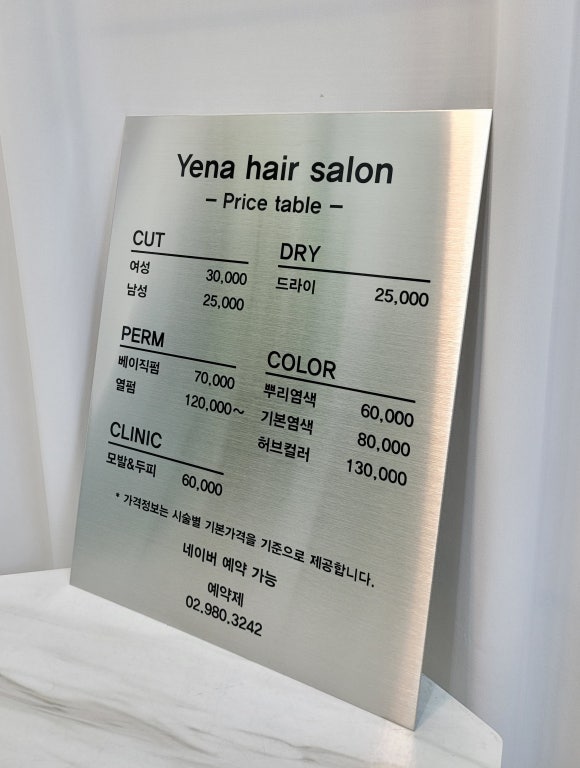 Yena hair salon
- Price table -
CUT
여성 30,000
남성 25,000
DRY
드라이 25,000
PERM
베이직펌 70,000
열펌 120,000~
COLOR
뿌리염색 60,000
기본염색 80,000
허브컬러 130,000
CLINIC
모발&두피 60,000
* 가격정보는 시술별 기본가격을 기준으로 제공합니다.
네이버 예약 가능
예약제
02.980.3242